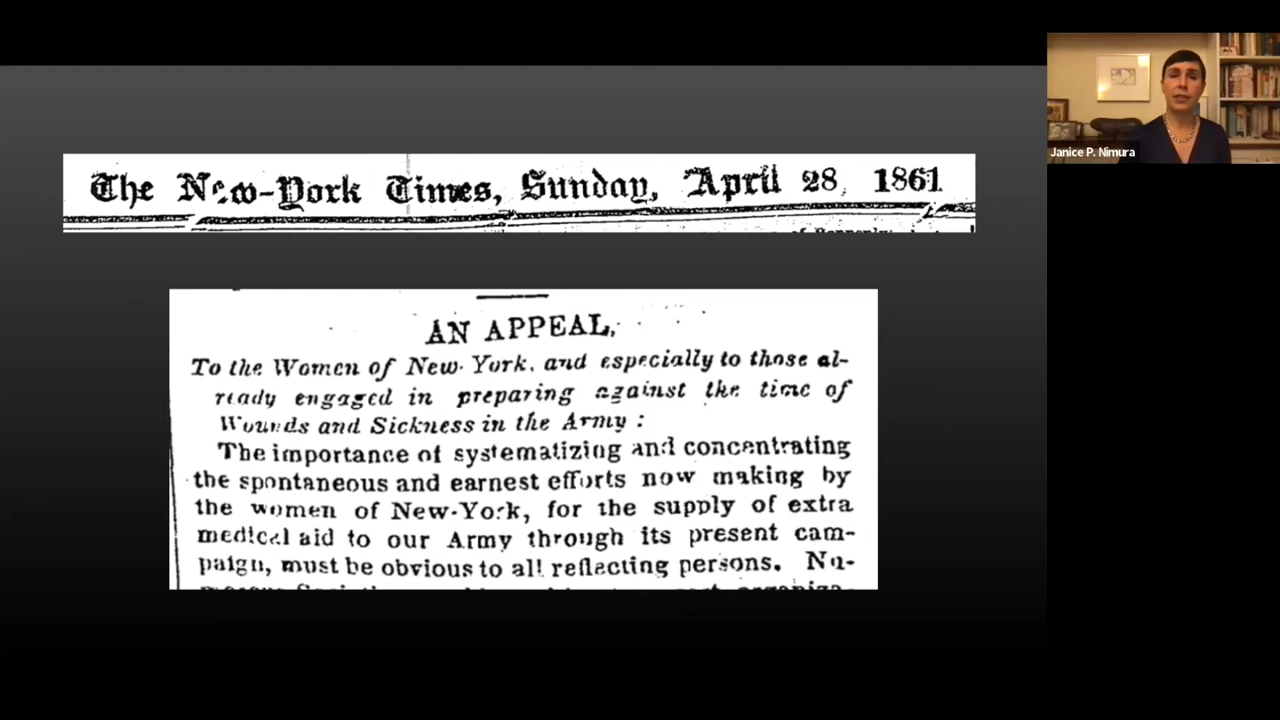 The New-York Times, Sunday, April 28, 1861
AN APPEAL,
To the Women of New-York, and especially to those al-
ready engaged in preparing against the time of
Wounds and Sickness in the Army :
The importance of systematizing and concentrating
the spontaneous and earnest efforts now making by
the women of New-York, for the supply of extra
medical aid to our Army through its present cam-
paign, must be obvious to all reflecting persons. Nu-
Janice P. Nimura